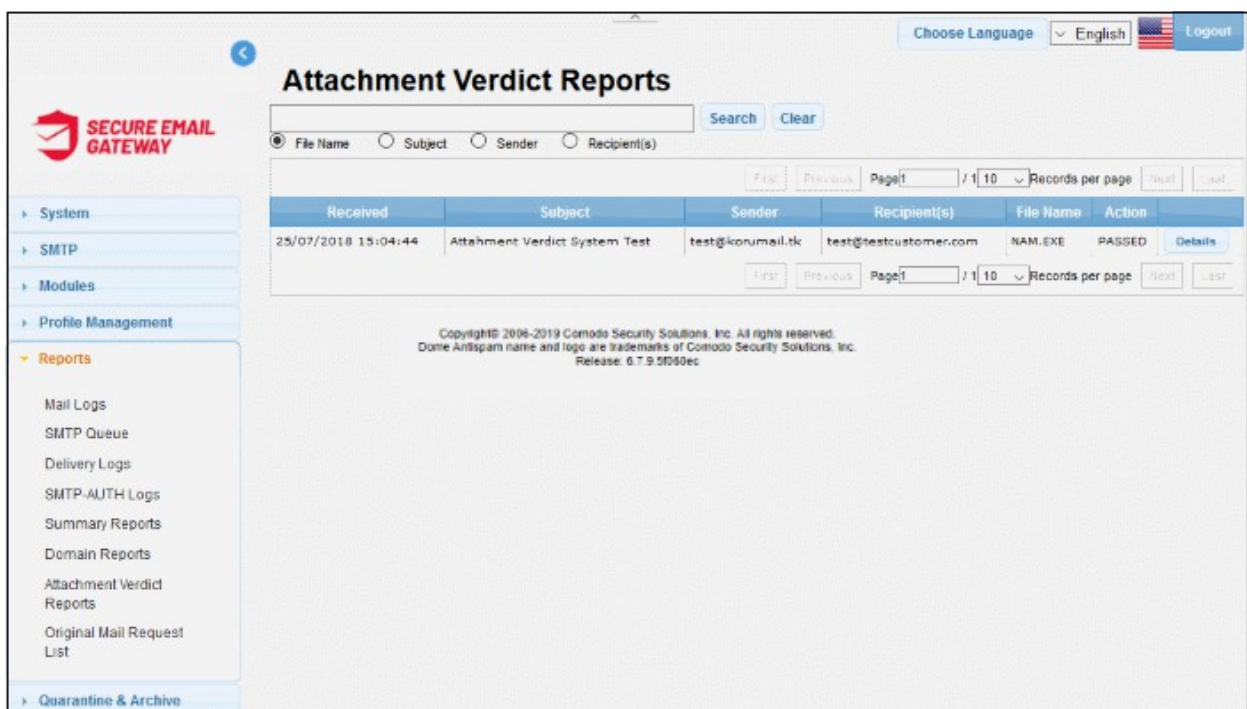 Choose Language
English
Logout
Attachment Verdict Reports
SECURE EMAIL
GATEWAY
Search
Clear
File Name
Subject
Sender
Recipient(s)
First
Previous
Page 1 / 1 10 Records per page
Next
Last
Received
Subject
Sender
Recipient(s)
File Name
Action
25/07/2018 15:04:44
Attahment Verdict System Test
test@korumail.tk
test@testcustomer.com
NAM.EXE
PASSED
Details
First
Previous
Page 1 / 1 10 Records per page
Next
Last
System
SMTP
Modules
Profile Management
Reports
Mail Logs
SMTP Queue
Delivery Logs
SMTP-AUTH Logs
Summary Reports
Domain Reports
Attachment Verdict
Reports
Original Mail Request
List
Quarantine & Archive
Copyright© 2006-2019 Comodo Security Solutions, Inc. All rights reserved.
Dome Antispam name and logo are trademarks of Comodo Security Solutions, Inc.
Release: 6.7.9.5f060ec